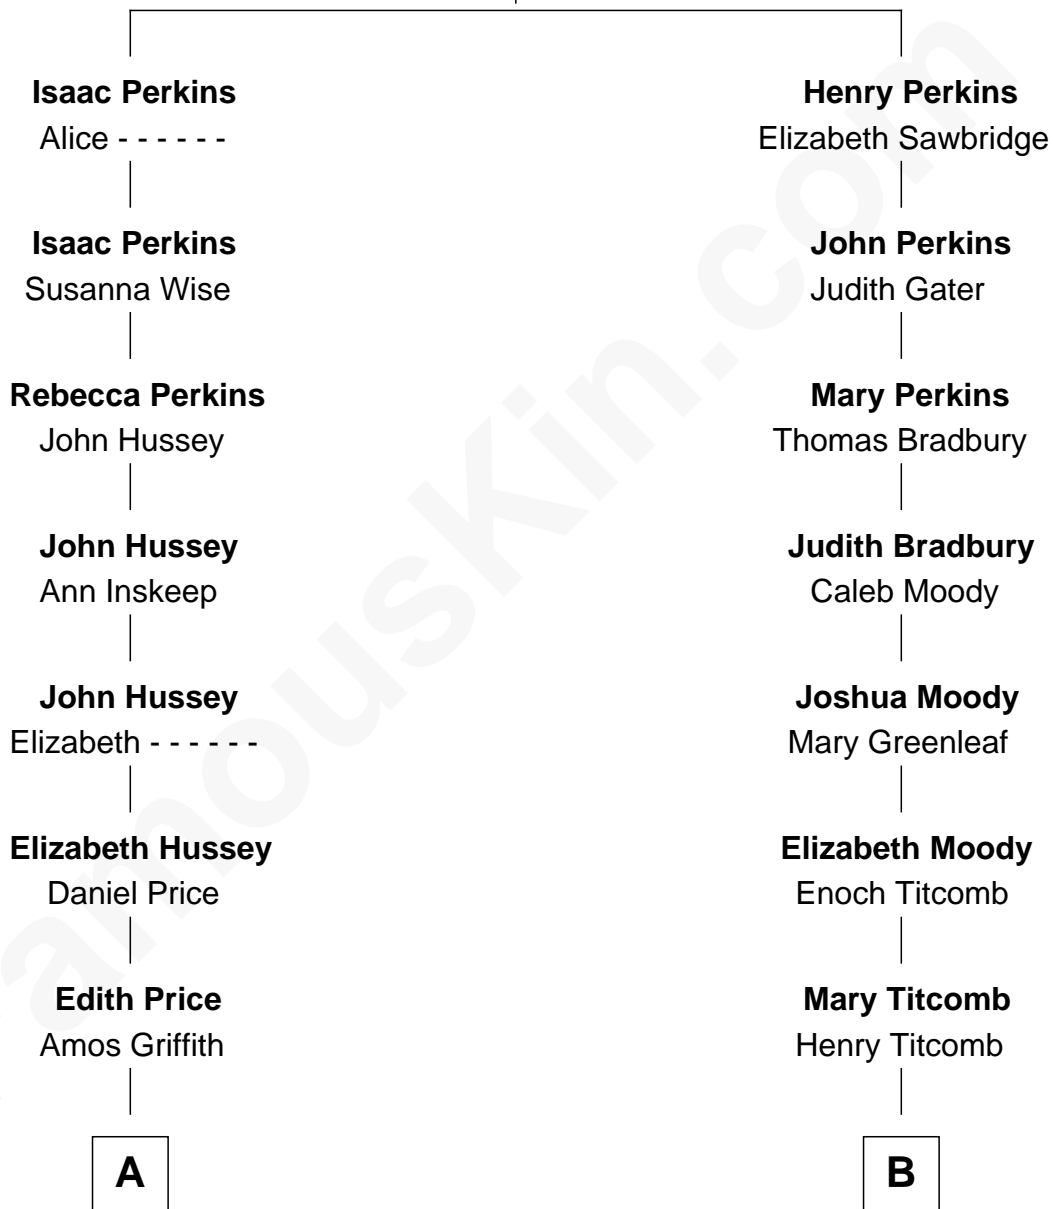 Isaac Perkins
Alice - - - - - -
Isaac Perkins
Susanna Wise
Rebecca Perkins
John Hussey
John Hussey
Ann Inskeep
John Hussey
Elizabeth - - - - - -
Elizabeth Hussey
Daniel Price
Edith Price
Amos Griffith
A
Henry Perkins
Elizabeth Sawbridge
John Perkins
Judith Gater
Mary Perkins
Thomas Bradbury
Judith Bradbury
Caleb Moody
Joshua Moody
Mary Greenleaf
Elizabeth Moody
Enoch Titcomb
Mary Titcomb
Henry Titcomb
B
amouskin.com